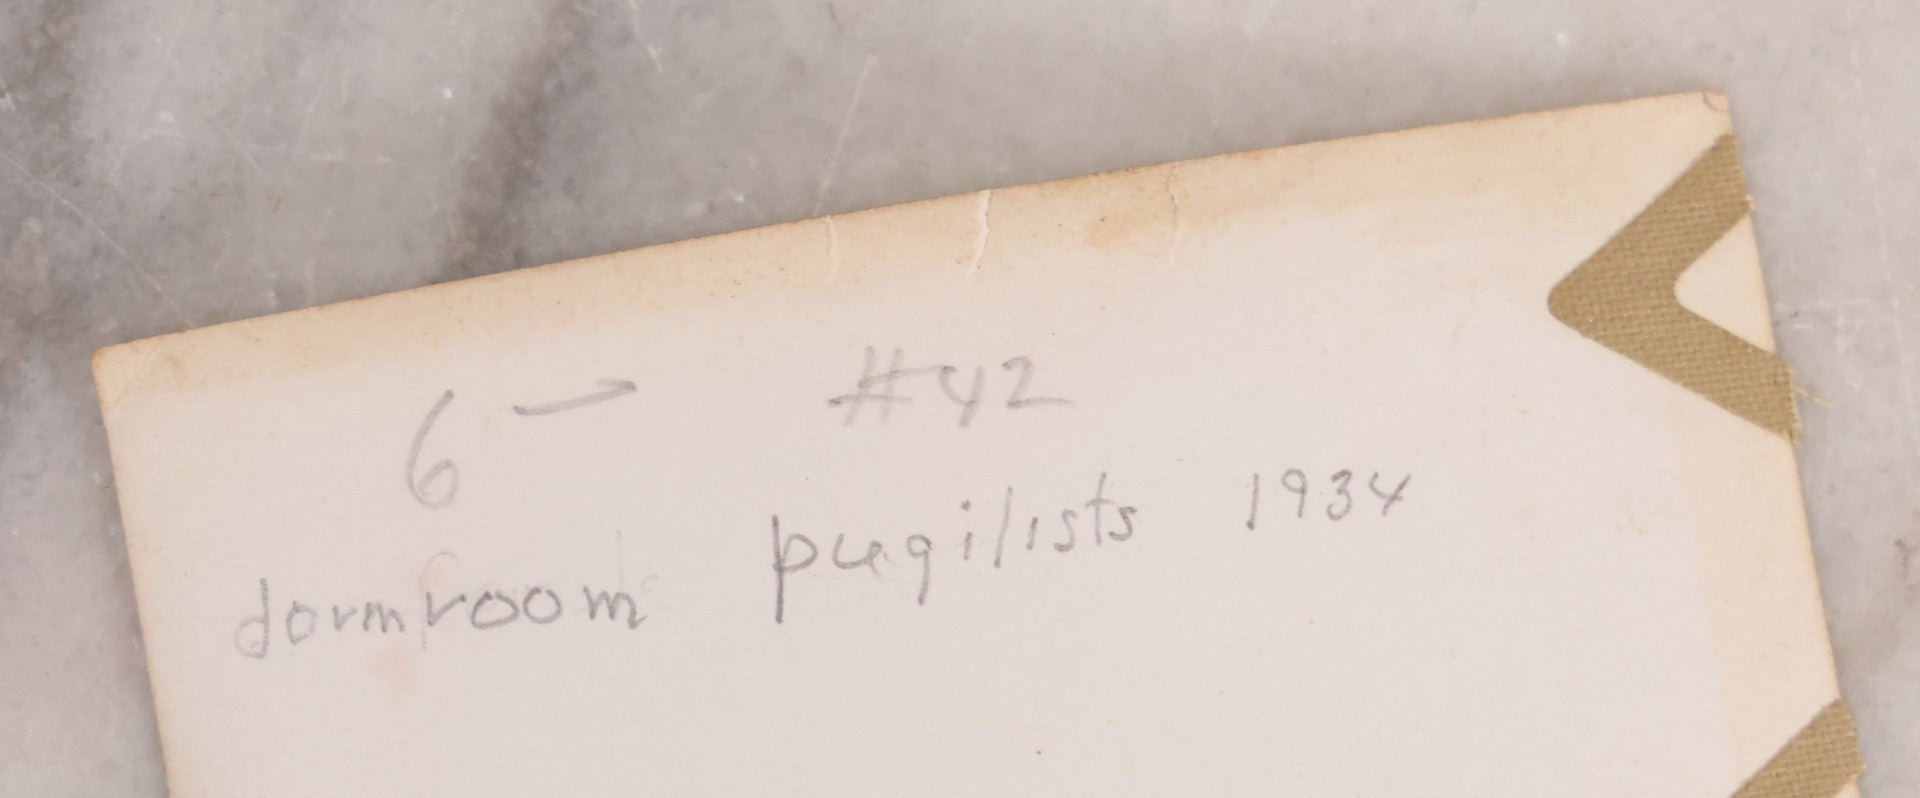 6 → #42
dormroom pugilists 1934